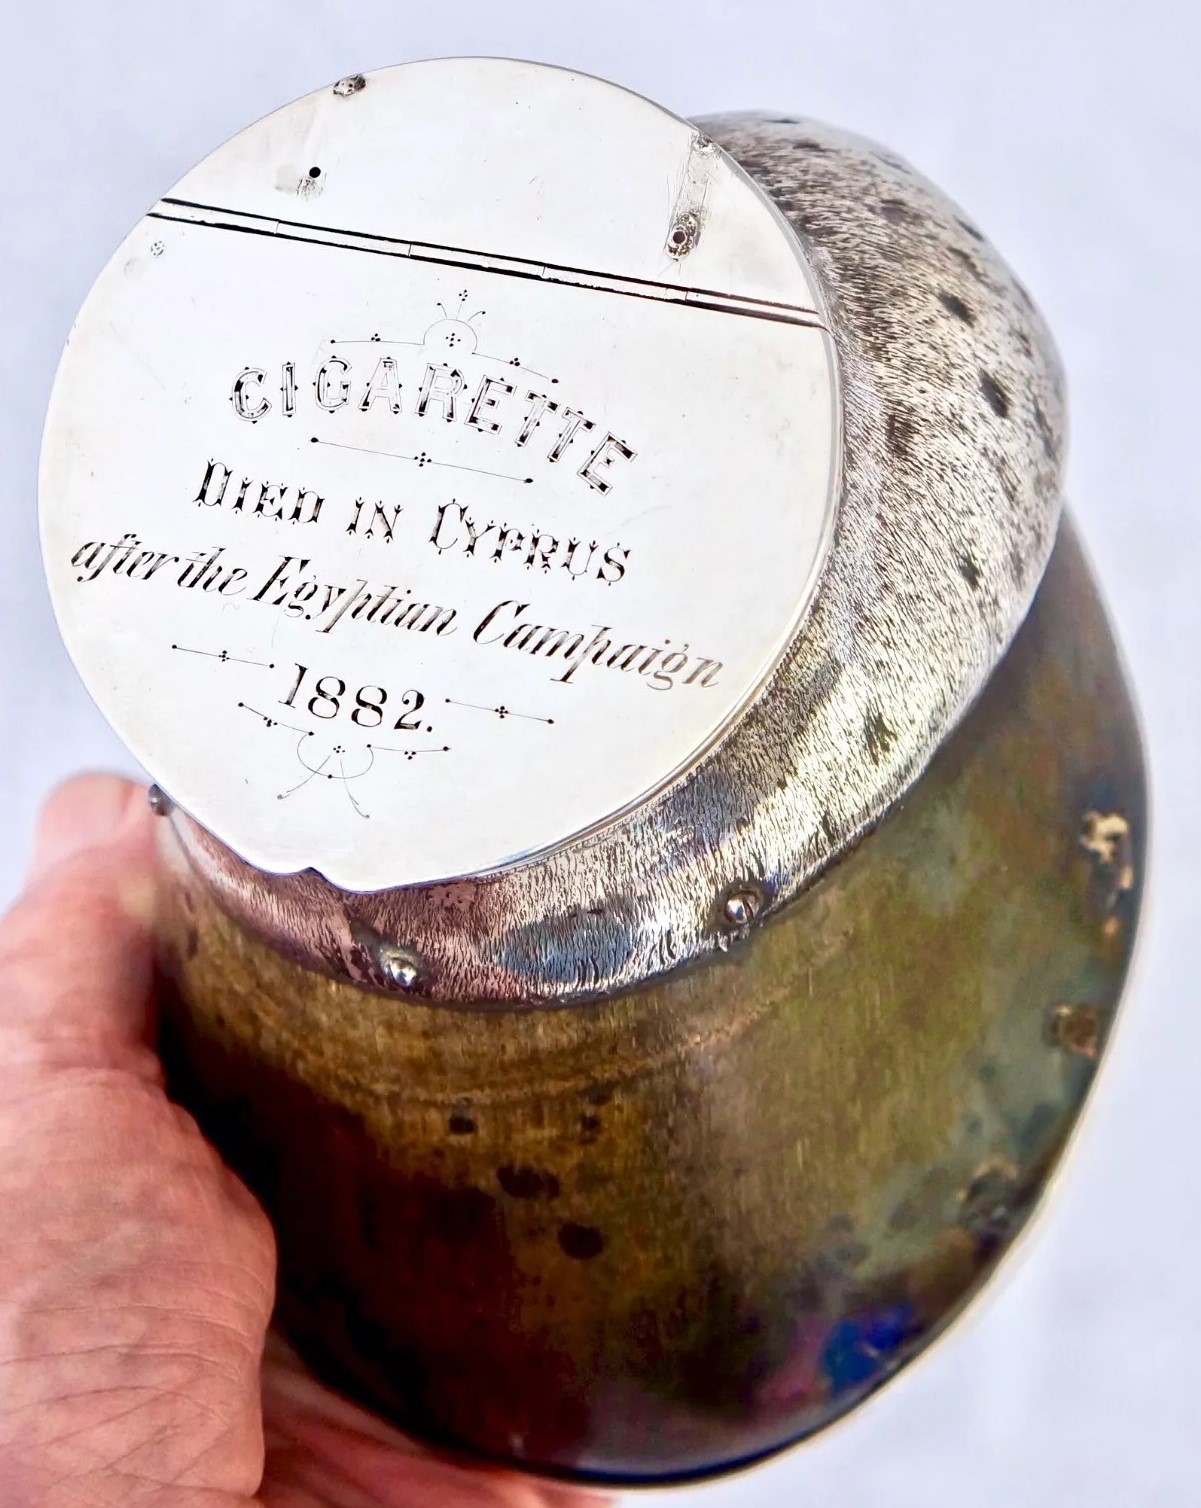 CIGARETTE
DIED IN CYPRUS
after the Egyptian Campaign
1882.